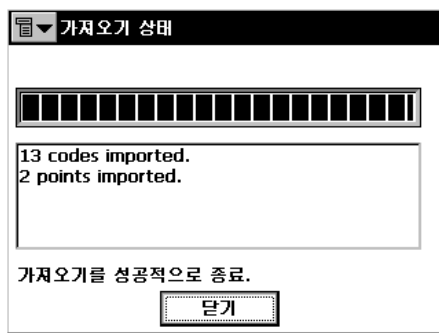 가져오기 상태
13 codes imported.
2 points imported.
가져오기를 성공적으로 종료.
닫기